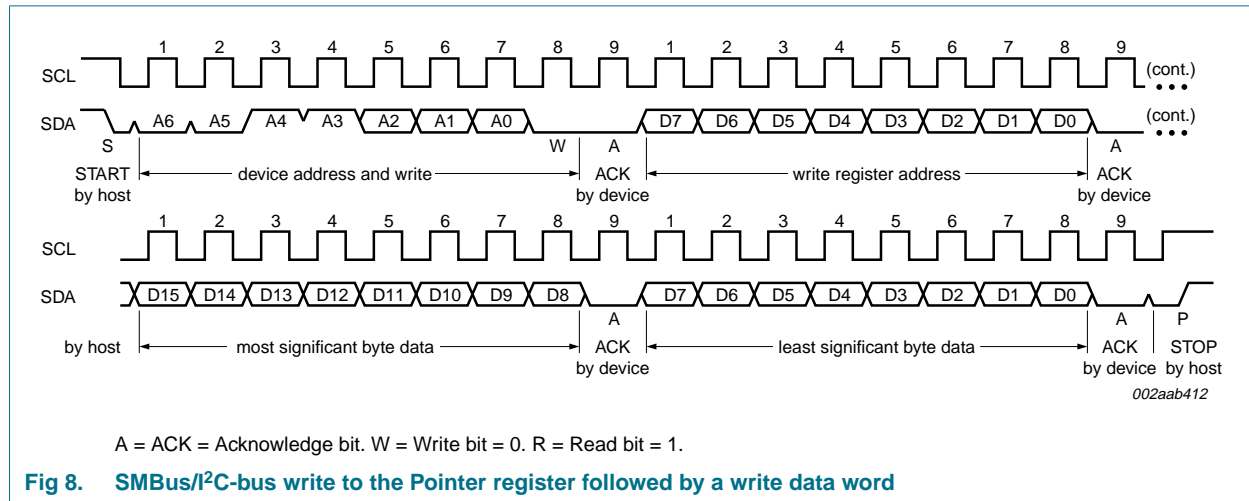 1 2 3 4 5 6 7 8 9 1 2 3 4 5 6 7 8 9
SCL (cont.)
SDA A6 A5 A4 A3 A2 A1 A0 D7 D6 D5 D4 D3 D2 D1 D0 (cont.)
S W A A
START device address and write ACK write register address ACK
by host by device by device
1 2 3 4 5 6 7 8 9 1 2 3 4 5 6 7 8 9
SCL
SDA D15 D14 D13 D12 D11 D10 D9 D8 D7 D6 D5 D4 D3 D2 D1 D0
A A P
by host most significant byte data ACK least significant byte data ACK STOP
by device by device by host
002aab412
A = ACK = Acknowledge bit. W = Write bit = 0. R = Read bit = 1.
Fig 8. SMBus/I²C-bus write to the Pointer register followed by a write data word